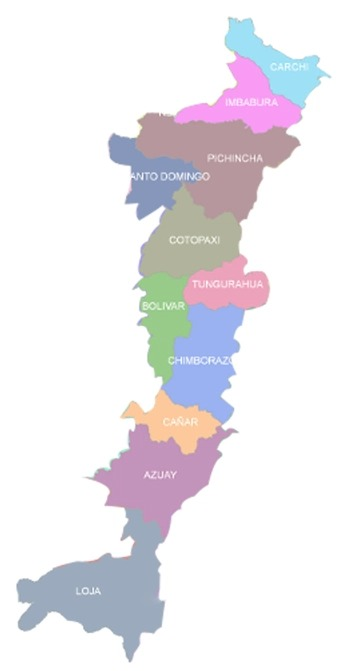 CARCHI
IMBABURA
PICHINCHA
ANTO DOMINGO
COTOPAXI
TUNGURAHUA
BOLIVAR
CHIMBORAZO
CAÑAR
AZUAY
LOJA